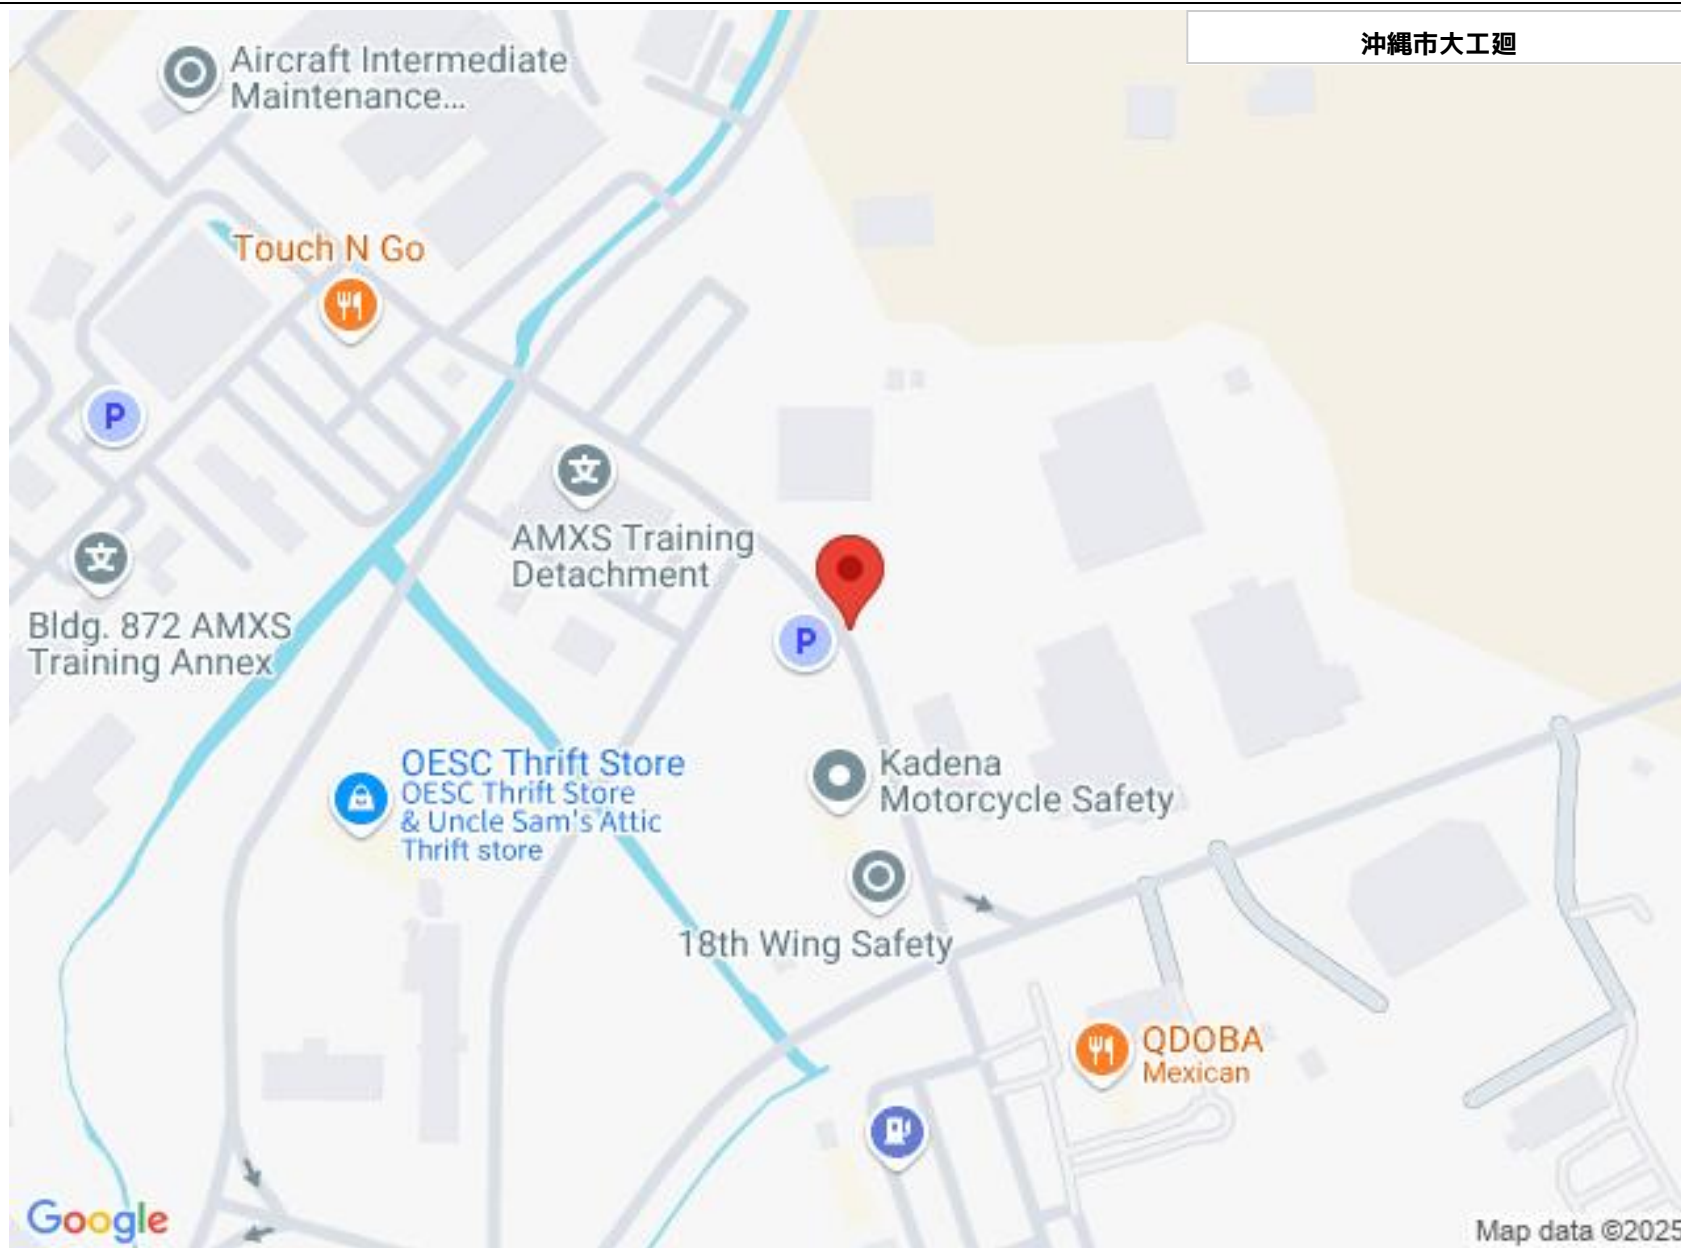 沖縄市大工廻
Aircraft Intermediate
Maintenance...
Touch N Go
P
文
AMXS Training
Detachment
文
Bldg. 872 AMXS
Training Annex
P
OESC Thrift Store
OESC Thrift Store
& Uncle Sam's Attic
Thrift store
Kadena
Motorcycle Safety
18th Wing Safety
QDOBA
Mexican
Google
Map data ©2025